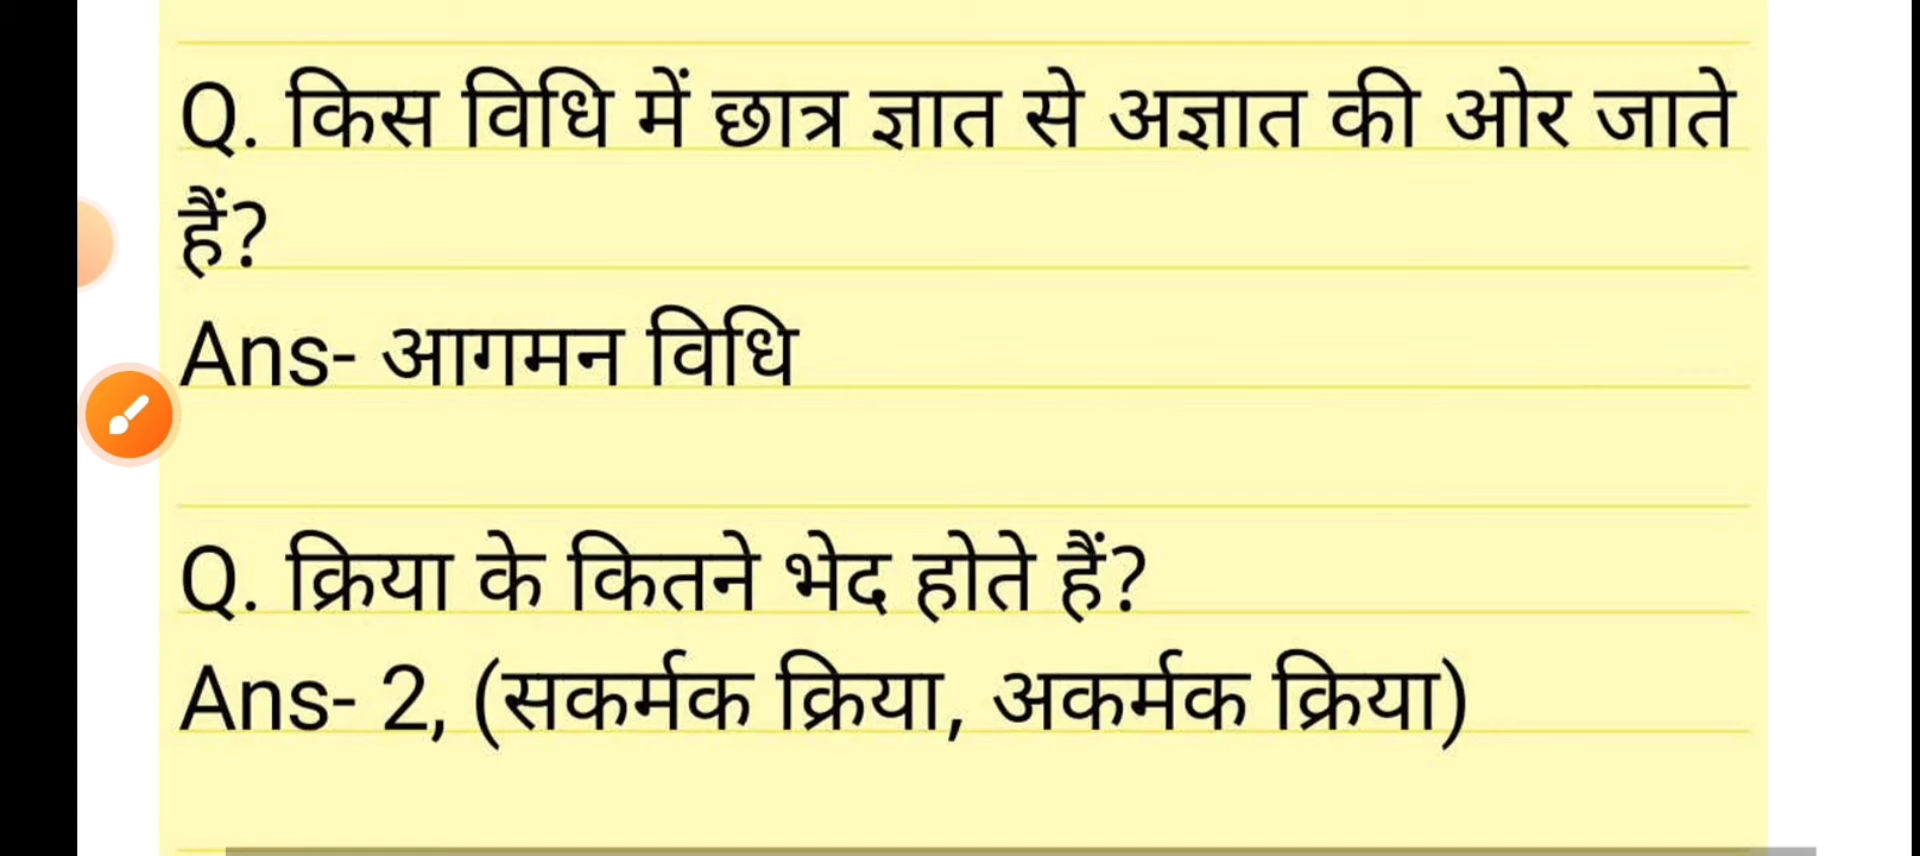 Q. किस विधि में छात्र ज्ञात से अज्ञात की ओर जाते
हैं?
Ans- आगमन विधि
Q. क्रिया के कितने भेद होते हैं?
Ans- 2, (सकर्मक क्रिया, अकर्मक क्रिया)